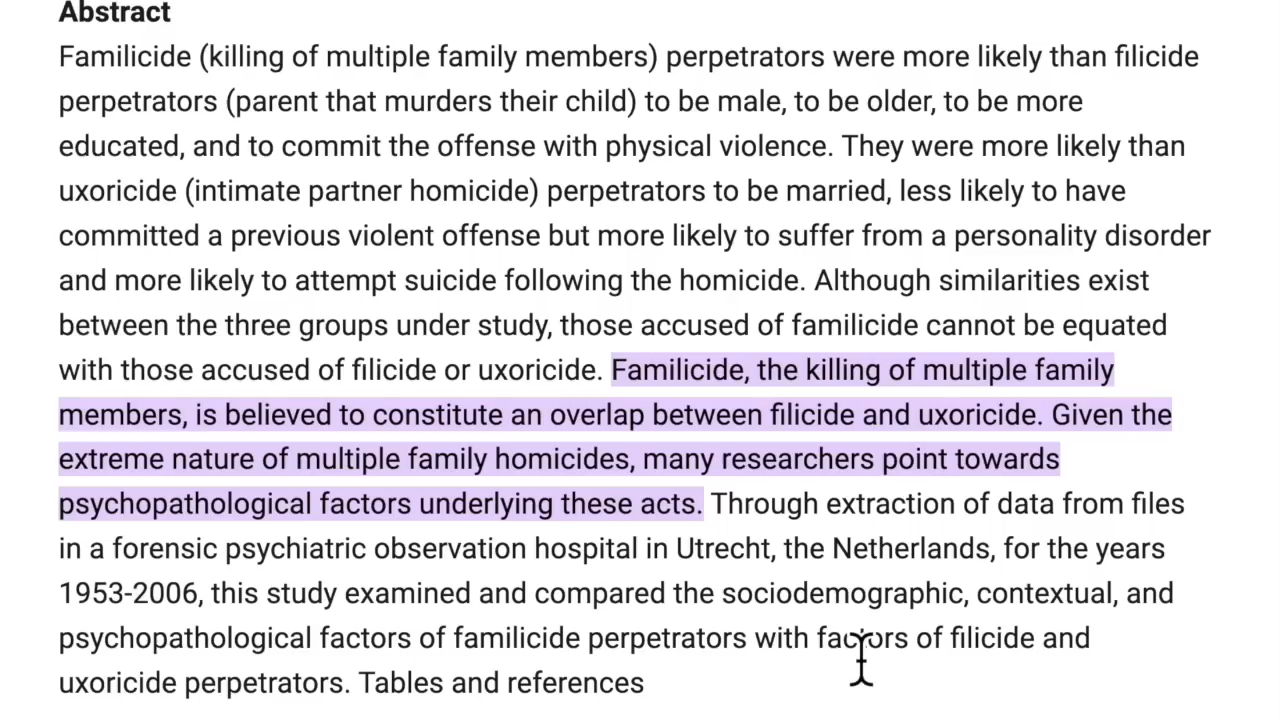 Abstract
Familicide (killing of multiple family members) perpetrators were more likely than filicide
perpetrators (parent that murders their child) to be male, to be older, to be more
educated, and to commit the offense with physical violence. They were more likely than
uxoricide (intimate partner homicide) perpetrators to be married, less likely to have
committed a previous violent offense but more likely to suffer from a personality disorder
and more likely to attempt suicide following the homicide. Although similarities exist
between the three groups under study, those accused of familicide cannot be equated
with those accused of filicide or uxoricide. Familicide, the killing of multiple family
members, is believed to constitute an overlap between filicide and uxoricide. Given the
extreme nature of multiple family homicides, many researchers point towards
psychopathological factors underlying these acts. Through extraction of data from files
in a forensic psychiatric observation hospital in Utrecht, the Netherlands, for the years
1953-2006, this study examined and compared the sociodemographic, contextual, and
psychopathological factors of familicide perpetrators with factors of filicide and
uxoricide perpetrators. Tables and references